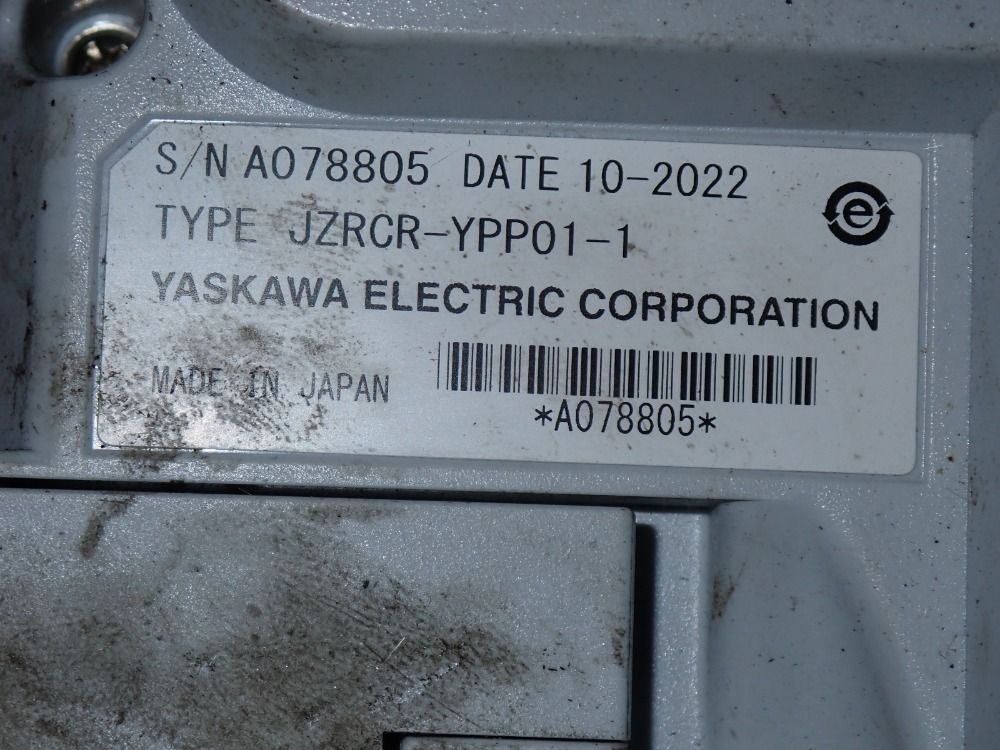 S/N A078805 DATE 10-2022
TYPE JZRCR-YPP01-1
e
YASKAWA ELECTRIC CORPORATION
MADE IN JAPAN
*A078805*